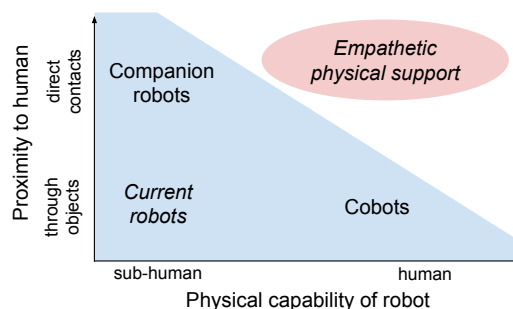 Proximity to human
direct
contacts
through
objects
Empathetic
physical support
Companion
robots
Current
robots
Cobots
sub-human
human
Physical capability of robot